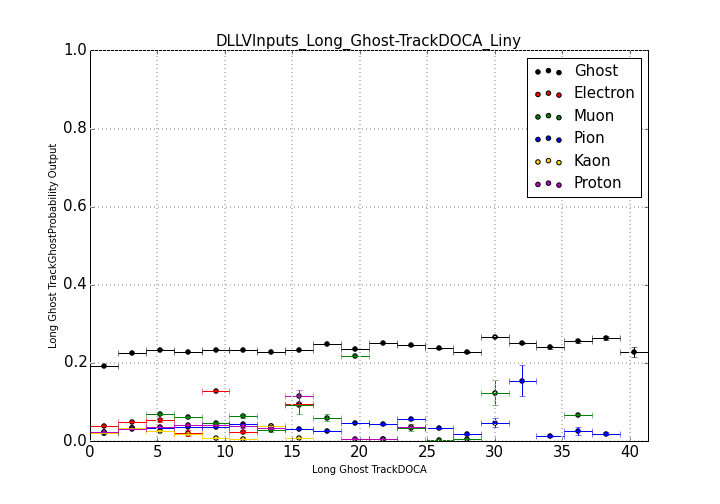 DLLVInputs_Long_Ghost-TrackDOCA_Liny
1.0
0.8
0.6
0.4
0.2
0.0
Long Ghost TrackGhostProbability Output
Ghost
Electron
Muon
Pion
Kaon
Proton
0 5 10 15 20 25 30 35 40
Long Ghost TrackDOCA